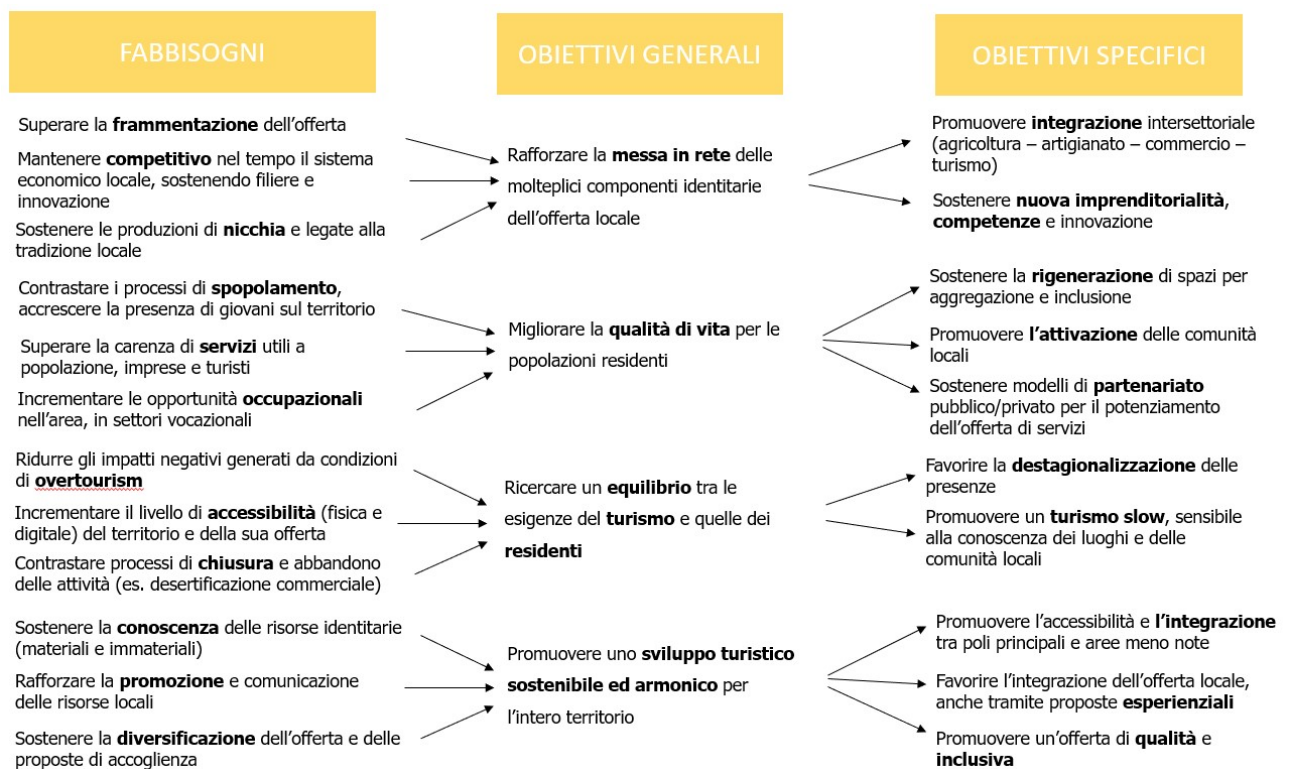 FABBISOGNI
OBIETTIVI GENERALI
OBIETTIVI SPECIFICI
Superare la frammentazione dell'offerta
Mantenere competitivo nel tempo il sistema
economico locale, sostenendo filiere e
innovazione
Sostenere le produzioni di nicchia e legate alla
tradizione locale
Rafforzare la messa in rete delle
molteplici componenti identitarie
dell'offerta locale
Promuovere integrazione intersettoriale
(agricoltura – artigianato – commercio –
turismo)
Sostenere nuova imprenditorialità,
competenze e innovazione
Contrastare i processi di spopolamento,
accrescere la presenza di giovani sul territorio
Superare la carenza di servizi utili a
popolazione, imprese e turisti
Incrementare le opportunità occupazionali
nell'area, in settori vocazionali
Migliorare la qualità di vita per le
popolazioni residenti
Sostenere la rigenerazione di spazi per
aggregazione e inclusione
Promuovere l'attivazione delle comunità
locali
Sostenere modelli di partenariato
pubblico/privato per il potenziamento
dell'offerta di servizi
Ridurre gli impatti negativi generati da condizioni
di overtourism
Incrementare il livello di accessibilità (fisica e
digitale) del territorio e della sua offerta
Contrastare processi di chiusura e abbandono
delle attività (es. desertificazione commerciale)
Ricercare un equilibrio tra le
esigenze del turismo e quelle dei
residenti
Favorire la destagionalizzazione delle
presenze
Promuovere un turismo slow, sensibile
alla conoscenza dei luoghi e delle
comunità locali
Sostenere la conoscenza delle risorse identitarie
(materiali e immateriali)
Rafforzare la promozione e comunicazione
delle risorse locali
Sostenere la diversificazione dell'offerta e delle
proposte di accoglienza
Promuovere uno sviluppo turistico
sostenibile ed armonico per
l'intero territorio
Promuovere l'accessibilità e l'integrazione
tra poli principali e aree meno note
Favorire l'integrazione dell'offerta locale,
anche tramite proposte esperienziali
Promuovere un'offerta di qualità e
inclusiva